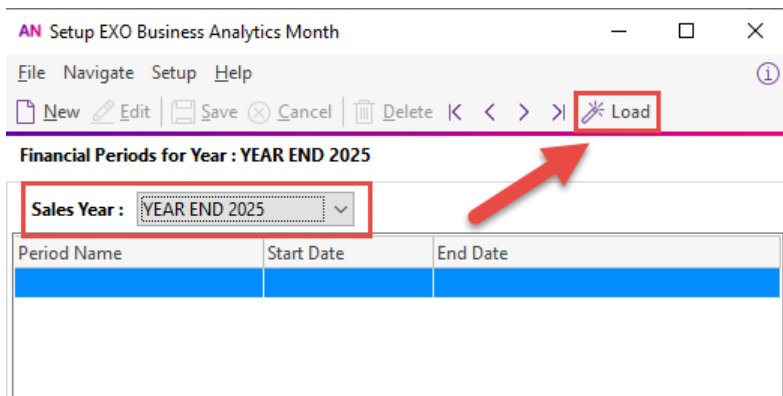 AN Setup EXO Business Analytics Month
File Navigate Setup Help
New Edit Save Cancel Delete Load
Financial Periods for Year : YEAR END 2025
Sales Year : YEAR END 2025
Period Name Start Date End Date